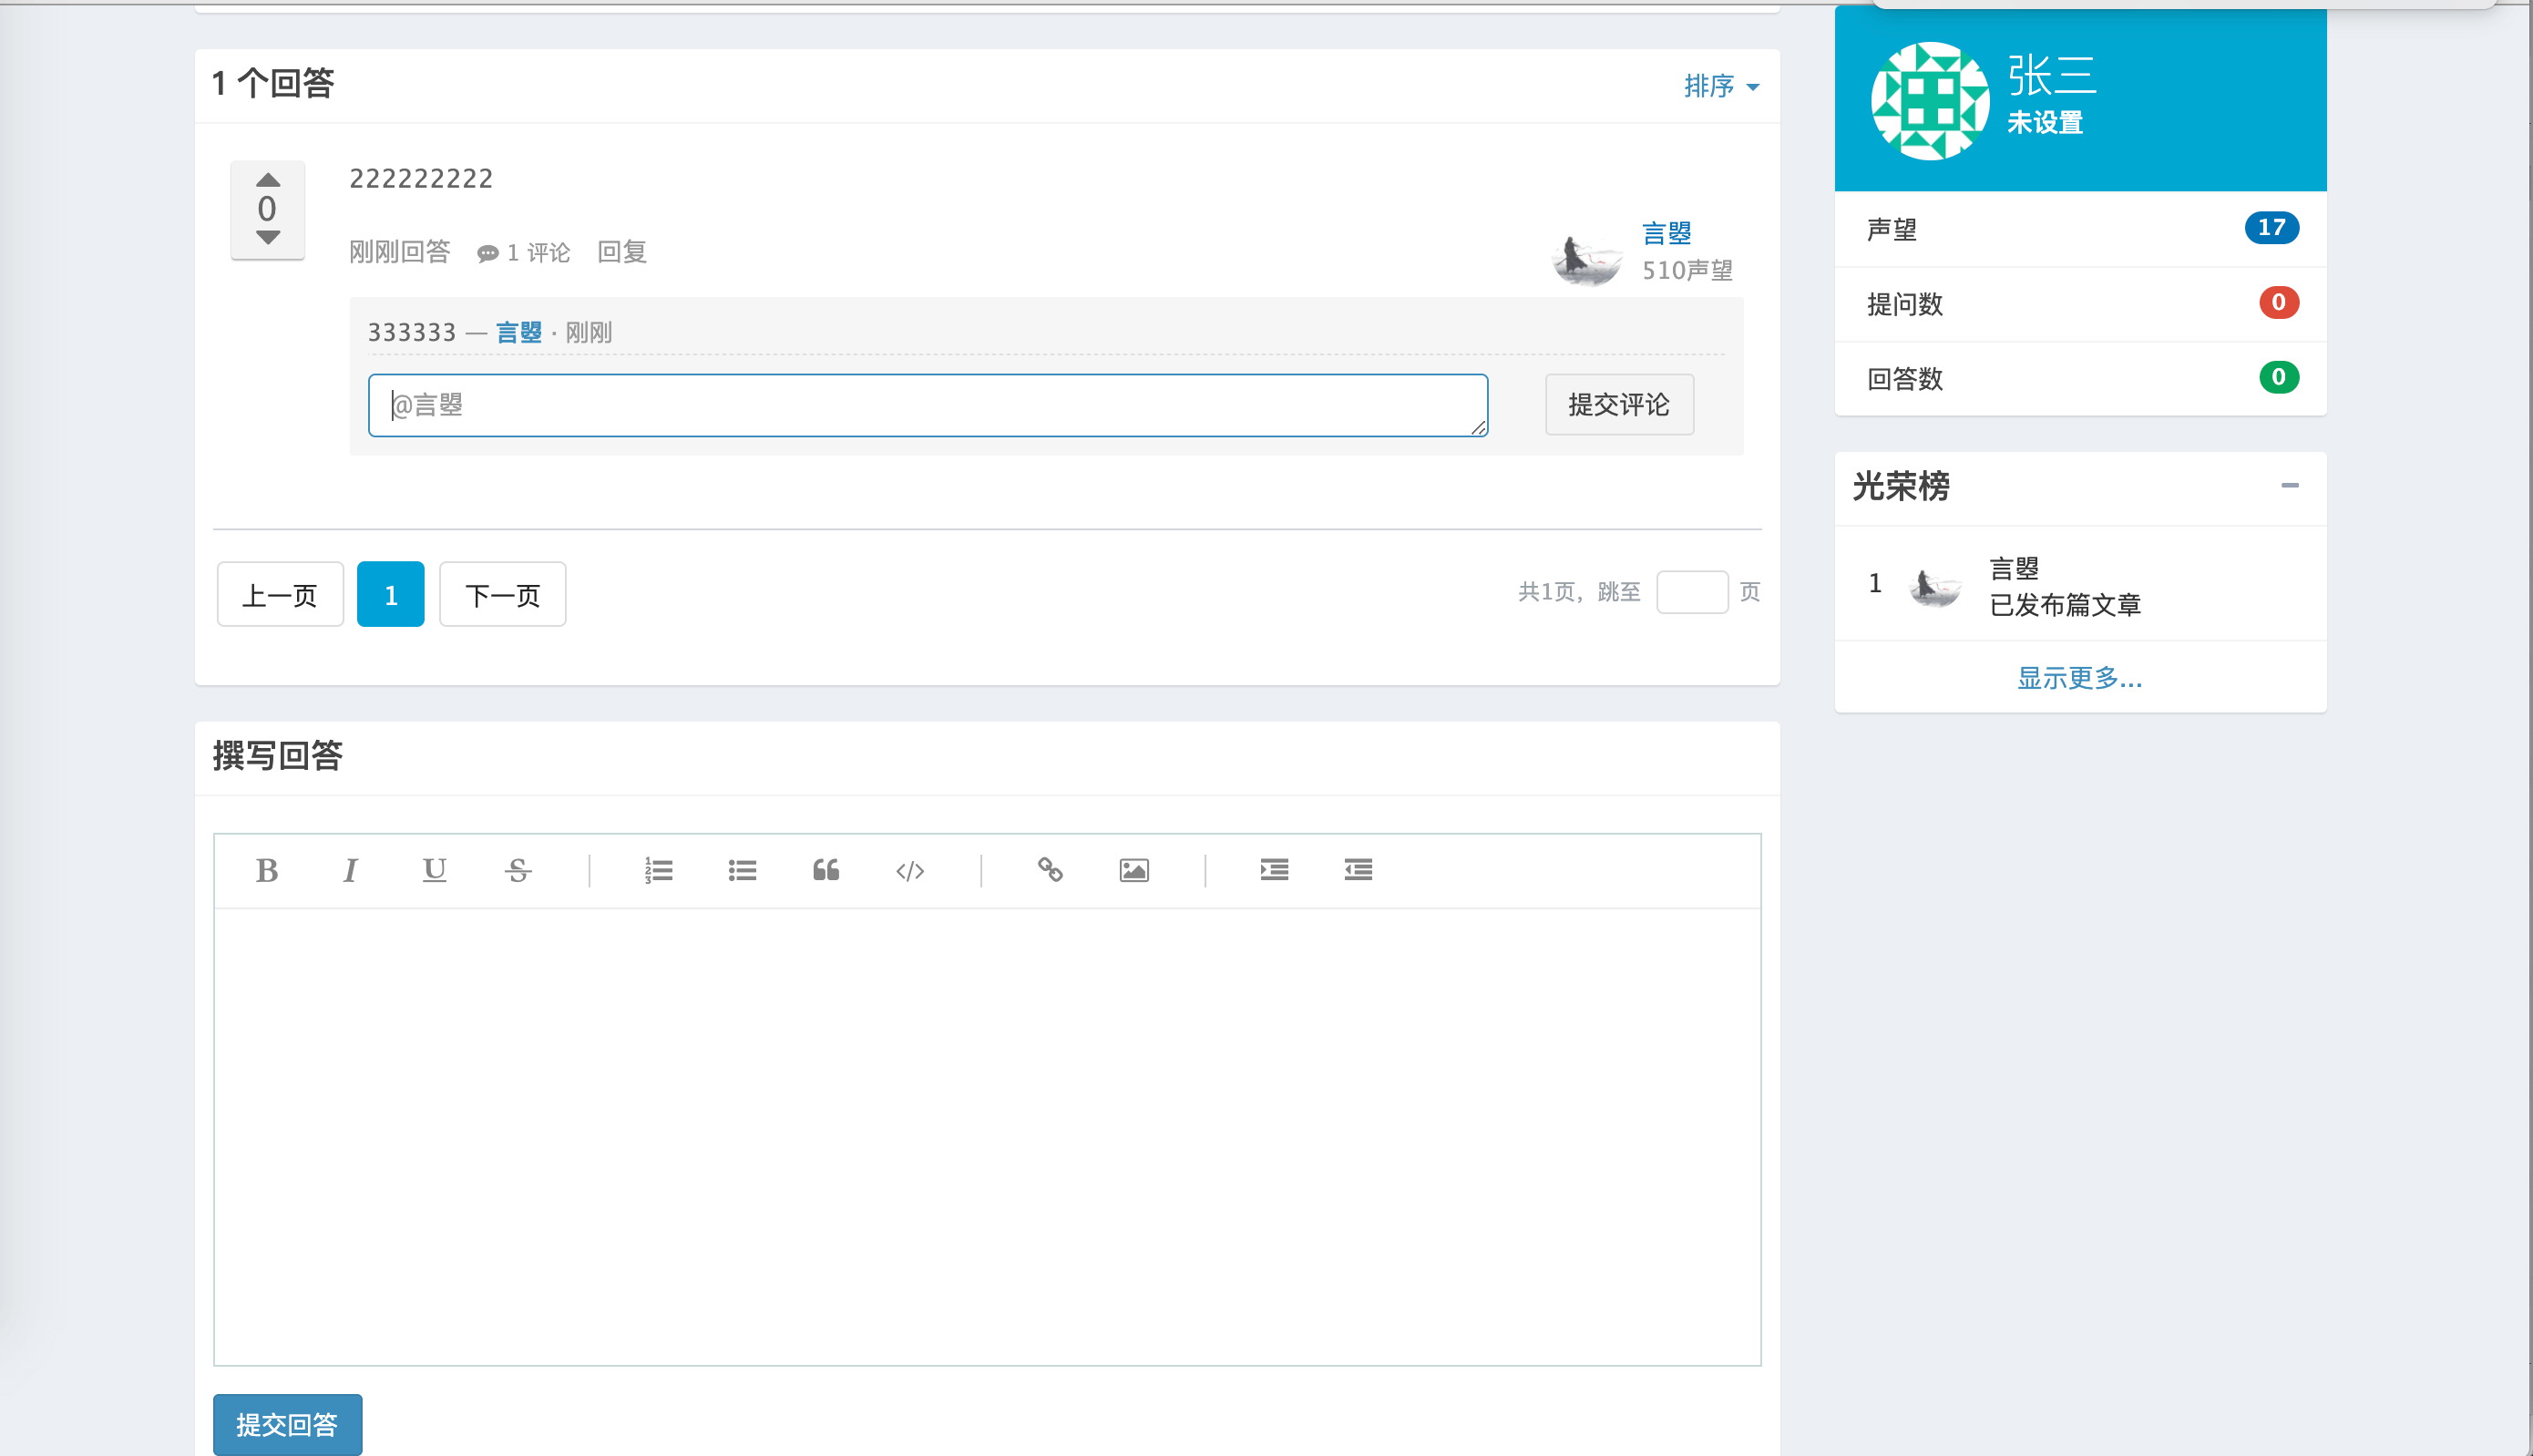 1 个回答
排序
0
222222222
刚刚回答 1 评论 回复
言曌
510声望
333333 — 言曌 · 刚刚
@言曌
提交评论
上一页 1 下一页
共1页, 跳至 页
撰写回答
B I U S
提交回答
张三
未设置
声望 17
提问数 0
回答数 0
光荣榜
1
言曌
已发布篇文章
显示更多...